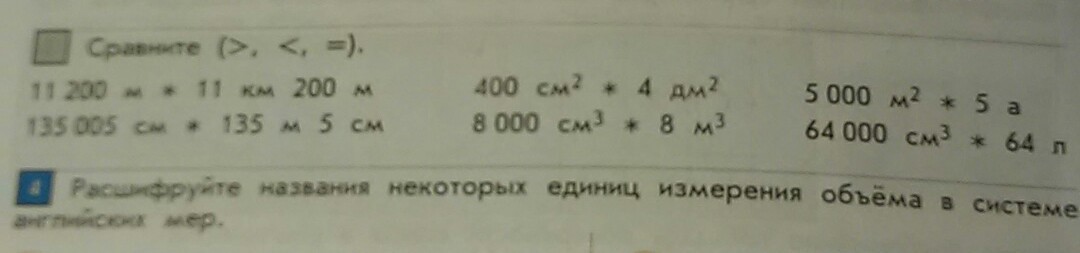 Сравните (>, <, =).
11 200 м * 11 км 200 м 400 см² * 4 дм² 5 000 м² * 5 а
135 005 см * 135 м 5 см 8 000 см³ * 8 м³ 64 000 см³ * 64 л
4 Расшифруйте названия некоторых единиц измерения объёма в системе
английских мер.